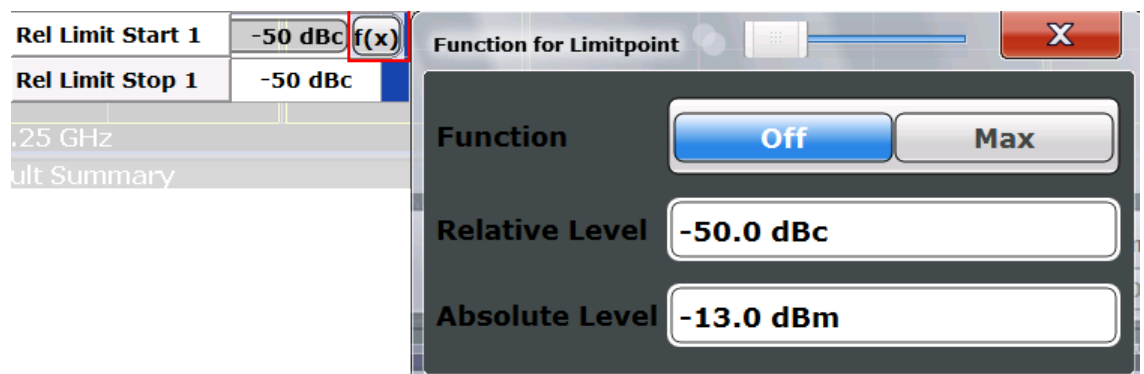 Rel Limit Start 1 -50 dBc f(x)
Rel Limit Stop 1 -50 dBc
.25 GHz
ult Summary
Function for Limitpoint X
Function Off Max
Relative Level -50.0 dBc
Absolute Level -13.0 dBm